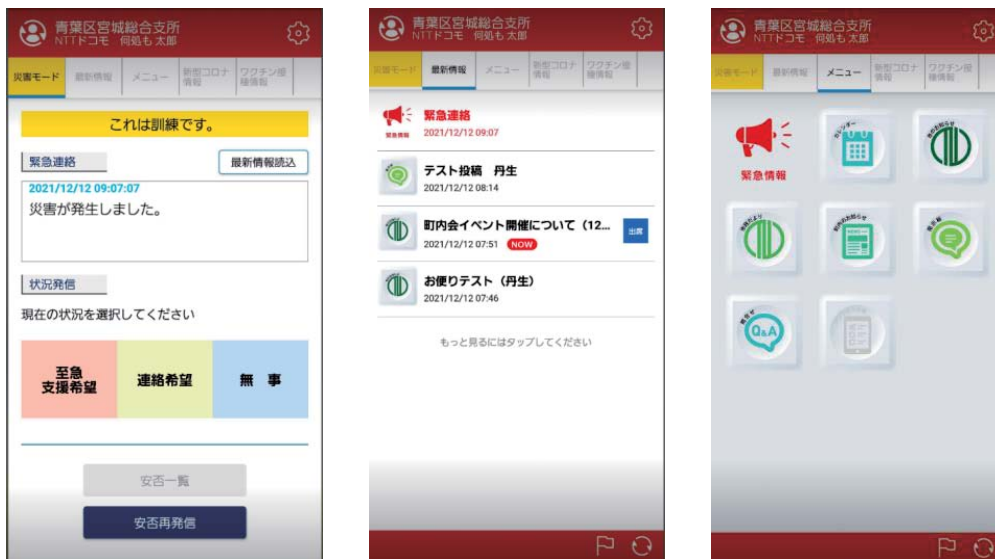 青葉区宮城総合支所
NTTドコモ 何処も太郎
災害モード
最新情報
メニュー
新型コロナ
情報
ワクチン接
種情報
これは訓練です。
緊急連絡
最新情報読込
2021/12/12 09:07:07
災害が発生しました。
状況発信
現在の状況を選択してください
至急
支援希望
連絡希望
無 事
安否一覧
安否再発信
青葉区宮城総合支所
NTTドコモ 何処も太郎
災害モード
最新情報
メニュー
新型コロナ
情報
ワクチン接
種情報
緊急情報
緊急連絡
2021/12/12 09:07
テスト投稿 丹生
2021/12/12 08:14
町内会イベント開催について（12...
2021/12/12 07:51 NOW
出席
お便りテスト（丹生）
2021/12/12 07:46
もっと見るにはタップしてください
青葉区宮城総合支所
NTTドコモ 何処も太郎
災害モード
最新情報
メニュー
新型コロナ
情報
ワクチン接
種情報
緊急情報
カレンダー
Q&A